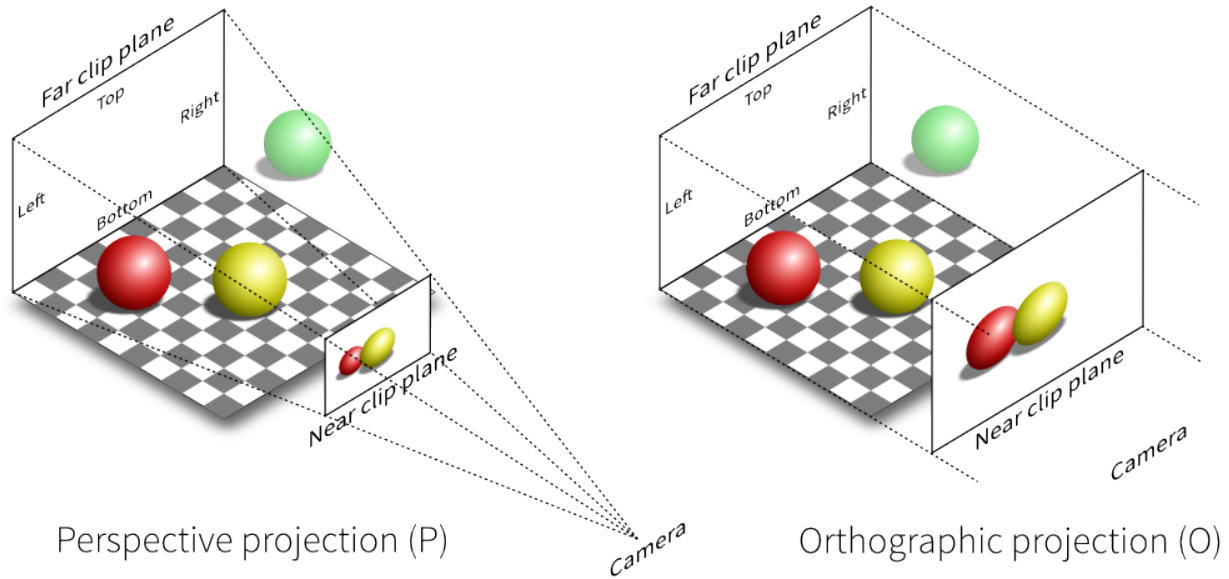 Far clip plane
Top
Right
Left
Bottom
Near clip plane
Camera
Perspective projection (P)
Far clip plane
Top
Right
Left
Bottom
Near clip plane
Camera
Orthographic projection (O)